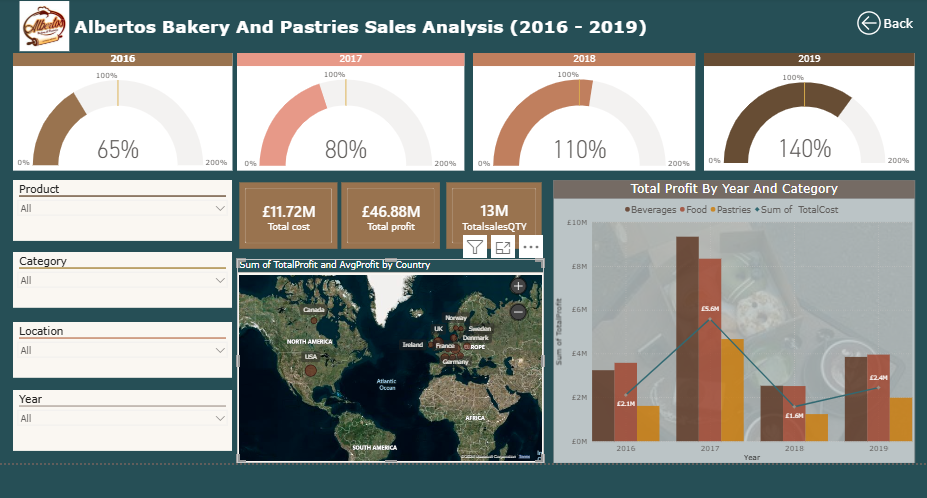 Albertos
Albertos Bakery And Pastries Sales Analysis (2016 - 2019)
Back
2016
100%
65%
0%
200%
2017
100%
80%
0%
200%
2018
100%
110%
0%
200%
2019
100%
140%
0%
200%
Product
All
Category
All
Location
All
Year
All
£11.72M
Total cost
£46.88M
Total profit
13M
TotalsalesQTY
Sum of TotalProfit and AvgProfit by Country
Canada
Norway
UK
Sweden
Denmark
NORTH AMERICA
Ireland
France
ROPE
USA
Germany
Atlantic
Ocean
AFRICA
SOUTH AMERICA
Microsoft Corporation Terms
Total Profit By Year And Category
Beverages Food Pastries Sum of TotalCost
£10M
£8M
£6M
£4M
£2M
£0M
Sum of TotalProfit
£2.1M
£5.6M
£1.6M
£2.4M
2016
2017
2018
2019
Year